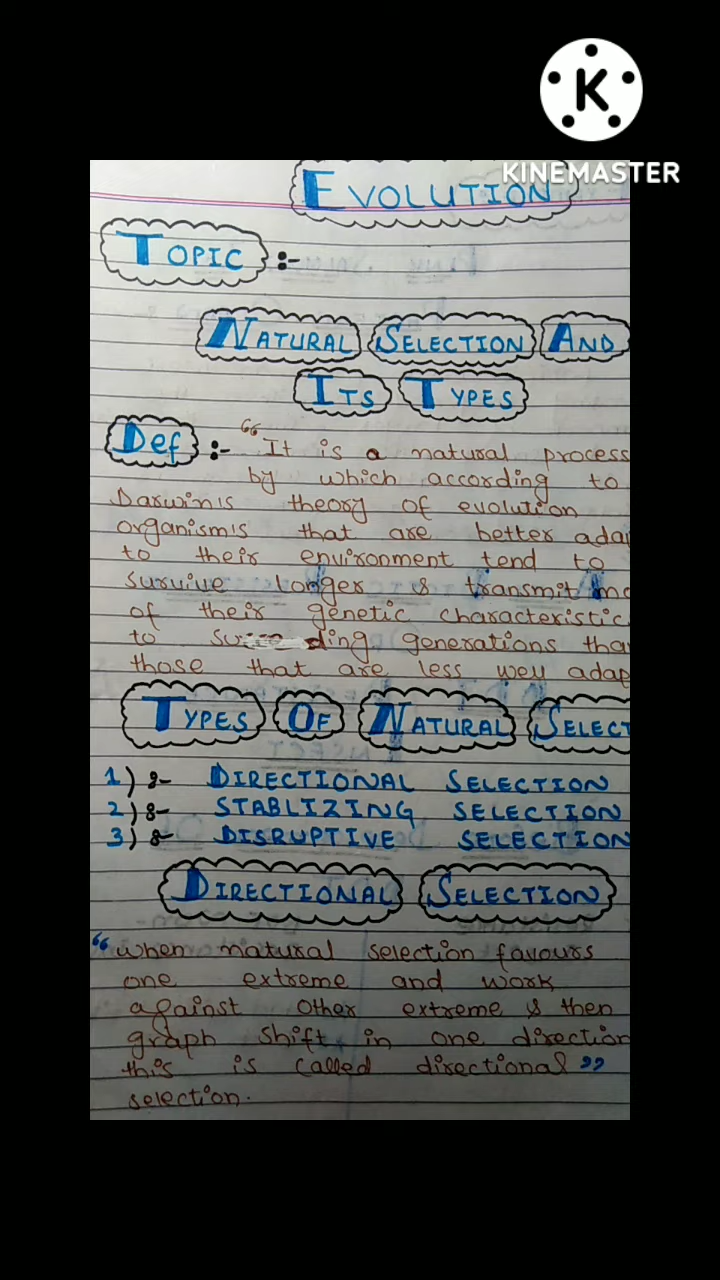 K
KINEMASTER
EVOLUTION
TOPIC :-
NATURAL SELECTION AND
ITS TYPES
Def :- “It is a natural process
by which according to
Darwin's theory of evolution
organism's that are better adap
to their environment tend to
survive longer & transmit mo
of their genetic characteristic
to generations tha
those that are less well adap
TYPES OF NATURAL SELECT
1) :- DIRECTIONAL SELECTION
2) :- STABLIZING SELECTION
3) :- DISRUPTIVE SELECTION
DIRECTIONAL SELECTION
“when natural selection favours
one extreme and work
against other extreme & then
graph shift in one direction
this is called directional ”
selection.